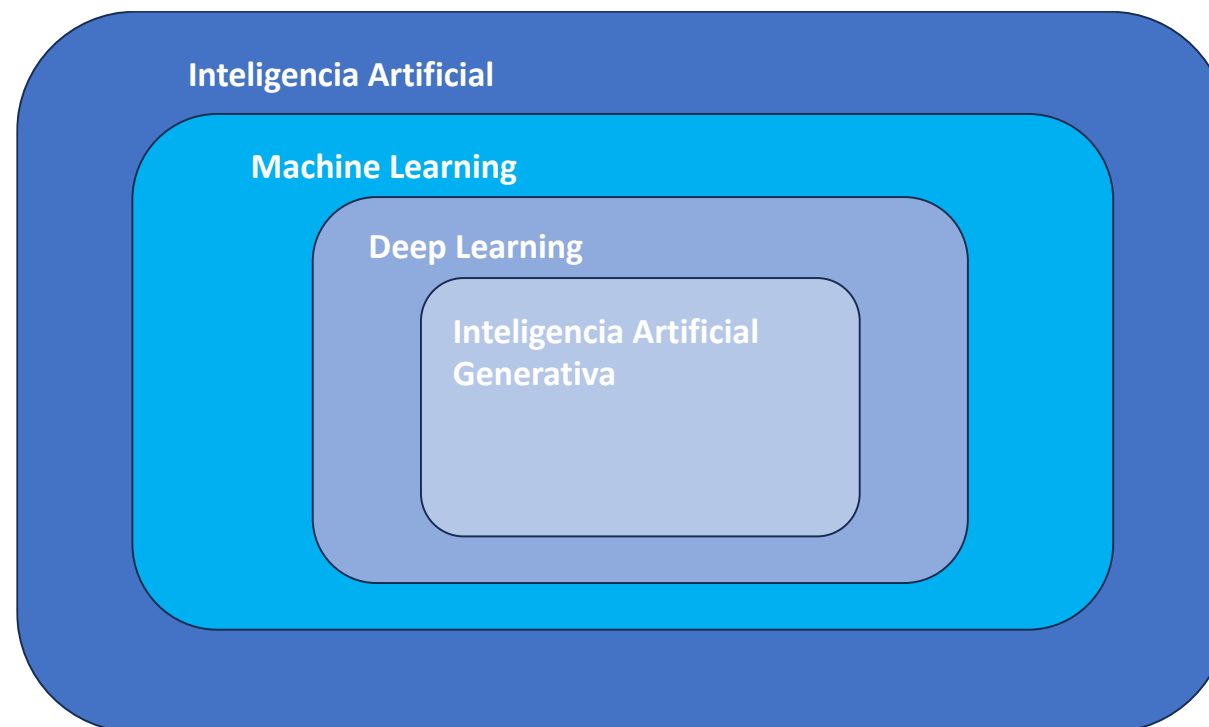 Inteligencia Artificial
Machine Learning
Deep Learning
Inteligencia Artificial
Generativa